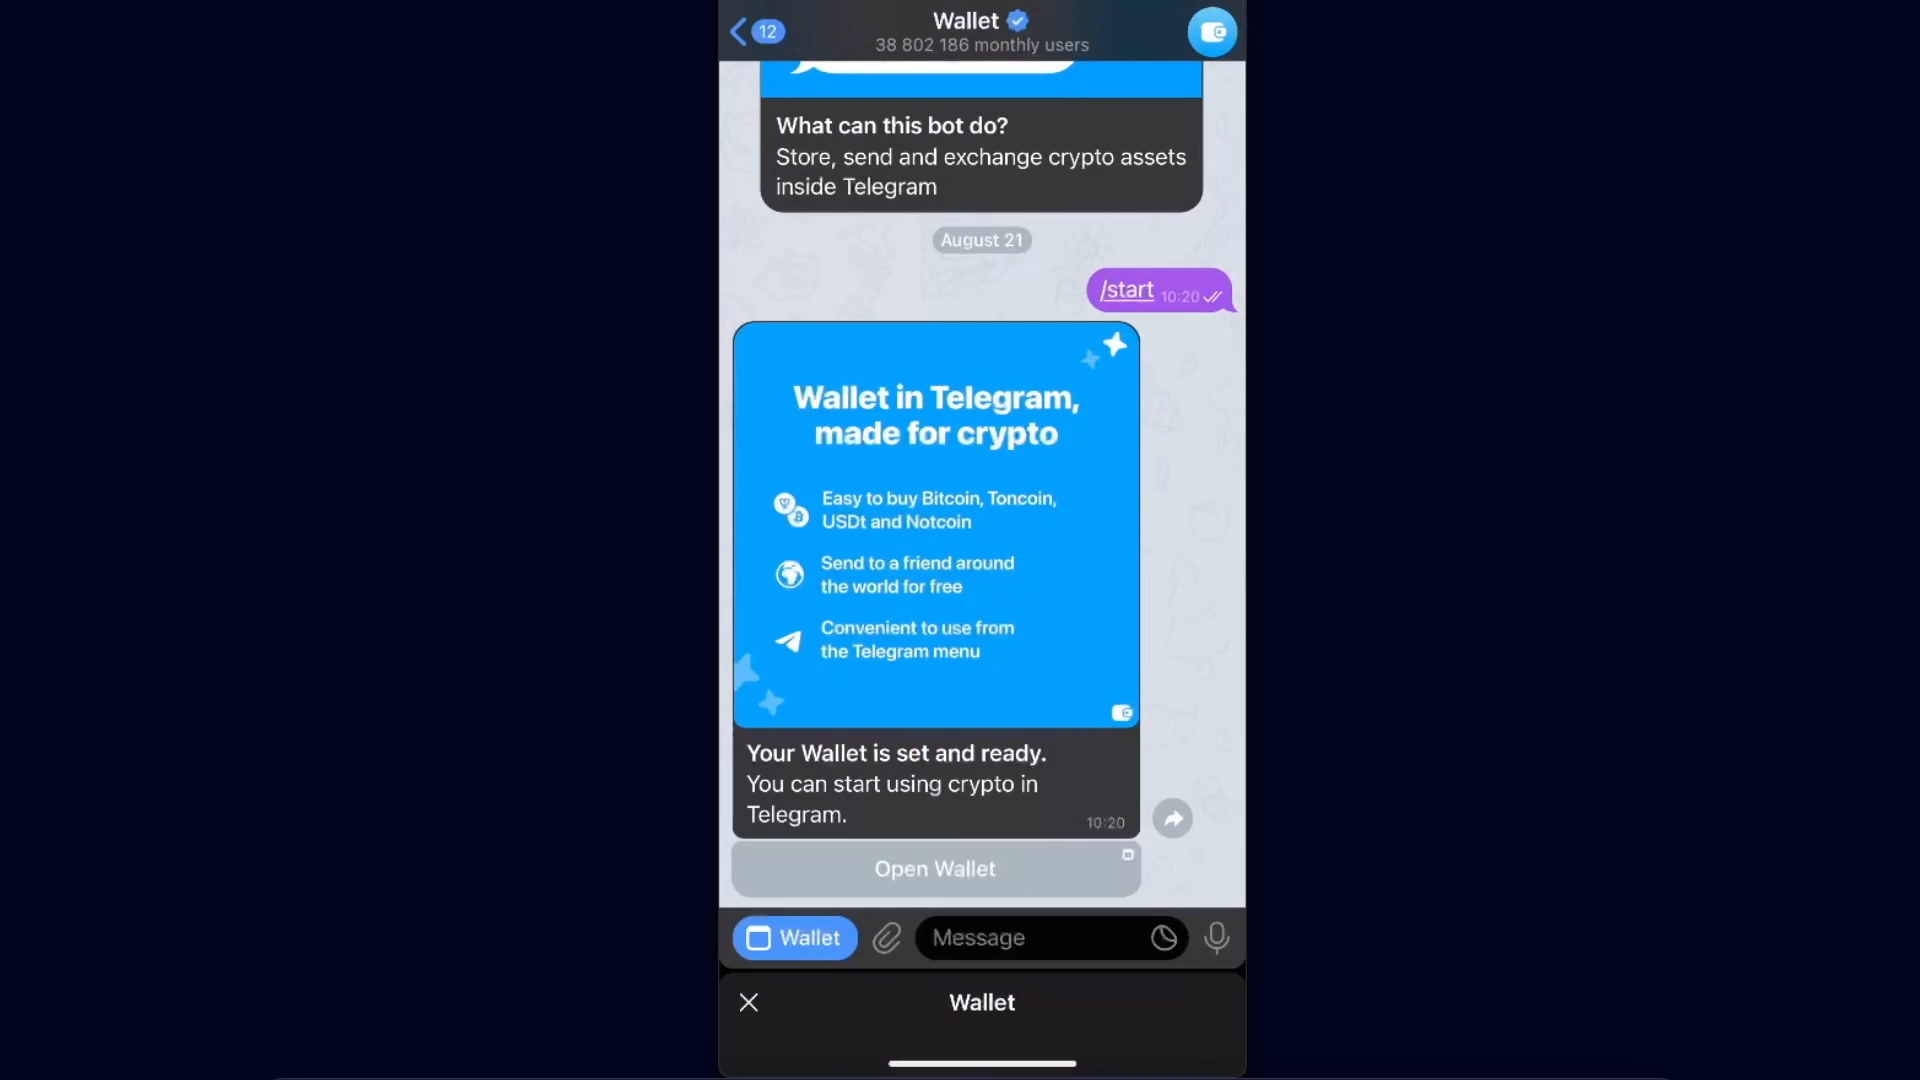 12
Wallet
38 802 186 monthly users
What can this bot do?
Store, send and exchange crypto assets
inside Telegram
August 21
/start 10:20
Wallet in Telegram,
made for crypto
Easy to buy Bitcoin, Toncoin,
USDt and Notcoin
Send to a friend around
the world for free
Convenient to use from
the Telegram menu
Your Wallet is set and ready.
You can start using crypto in
Telegram.
10:20
Open Wallet
Wallet
Message
Wallet